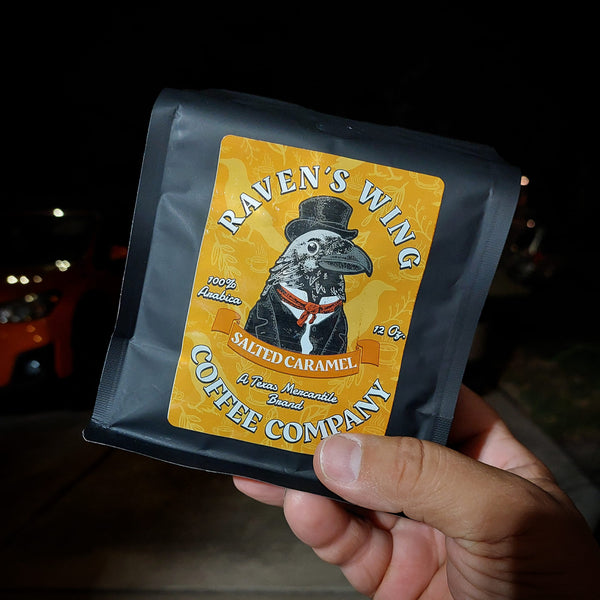 RAVEN'S WING
100%
Arabica
12 Oz.
SALTED CARAMEL
A Texas Mercantile
Brand
COFFEE COMPANY